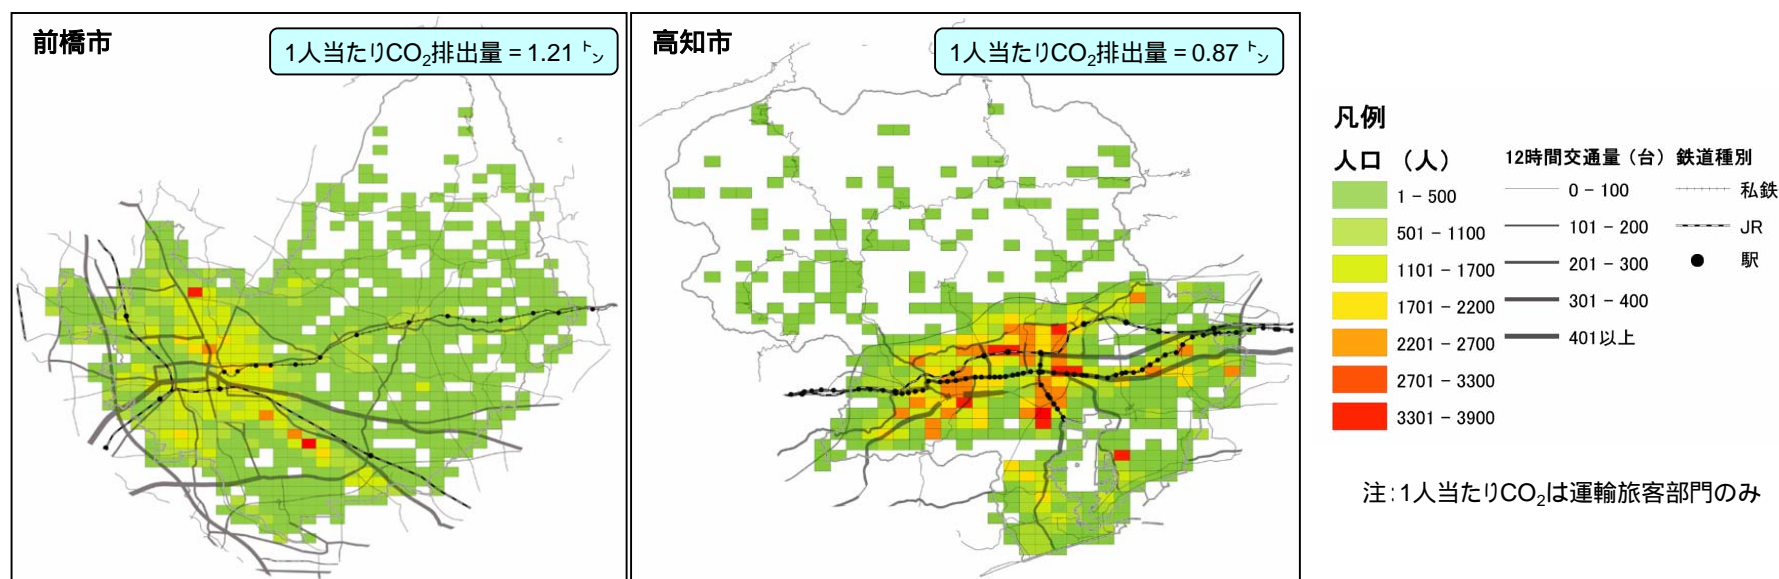 前橋市
1人当たりCO₂排出量 = 1.21 ㌧
高知市
1人当たりCO₂排出量 = 0.87 ㌧
凡例
人口 (人)
1 - 500
501 - 1100
1101 - 1700
1701 - 2200
2201 - 2700
2701 - 3300
3301 - 3900
12時間交通量 (台)
0 - 100
101 - 200
201 - 300
301 - 400
401以上
鉄道種別
私鉄
JR
駅
注：1人当たりCO₂は運輸旅客部門のみ